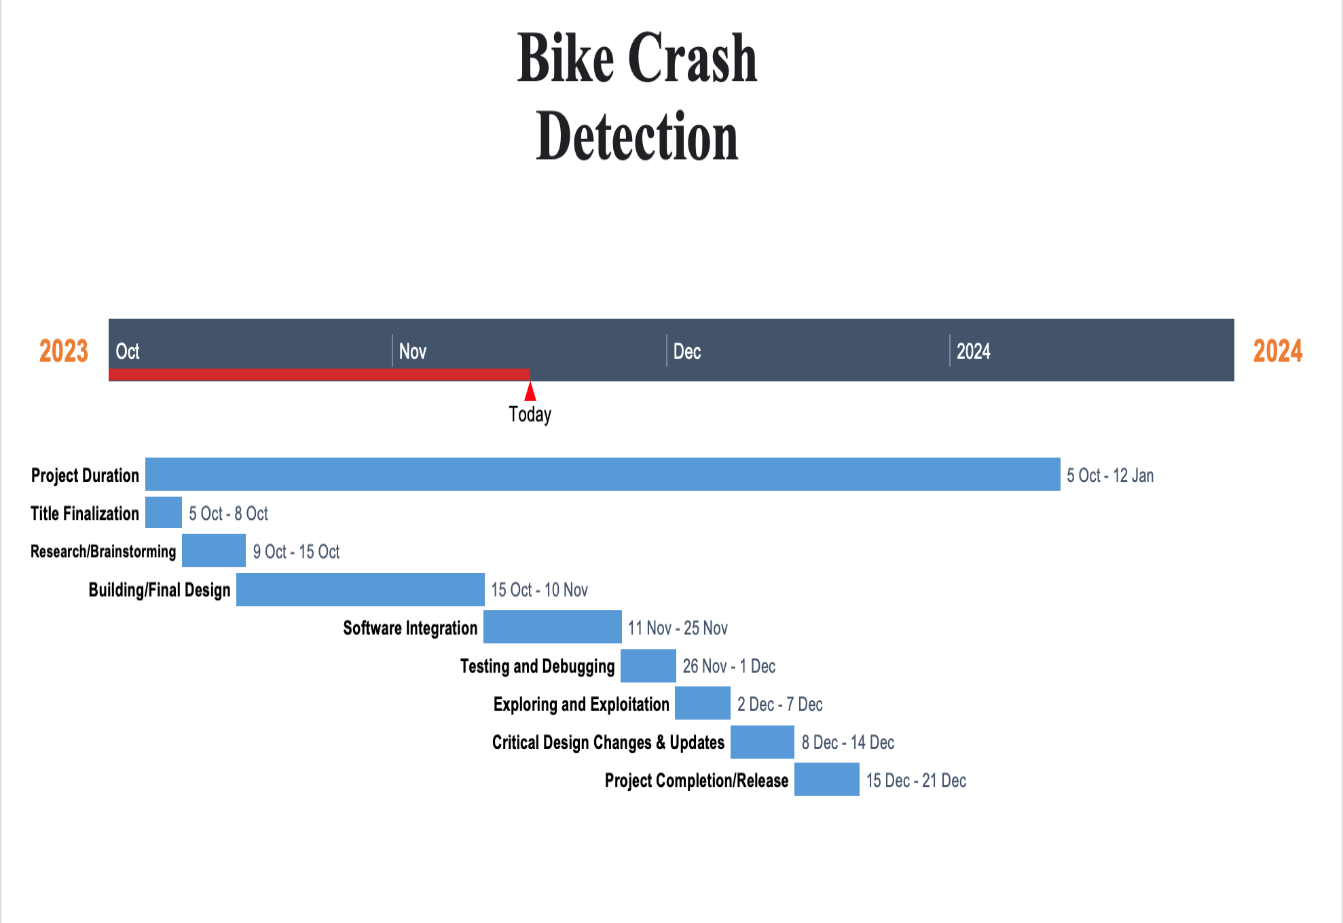 Bike Crash
Detection
2023
Oct
Nov
Dec
2024
2024
Today
Project Duration
5 Oct - 12 Jan
Title Finalization
5 Oct - 8 Oct
Research/Brainstorming
9 Oct - 15 Oct
Building/Final Design
15 Oct - 10 Nov
Software Integration
11 Nov - 25 Nov
Testing and Debugging
26 Nov - 1 Dec
Exploring and Exploitation
2 Dec - 7 Dec
Critical Design Changes & Updates
8 Dec - 14 Dec
Project Completion/Release
15 Dec - 21 Dec